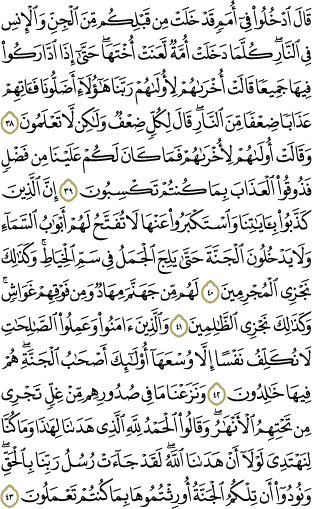 قَالَ ٱدْخُلُوا۟ فِىٓ أُمَمٍ قَدْ خَلَتْ مِن قَبْلِكُم مِّنَ ٱلْجِنِّ وَٱلْإِنسِ
فِى ٱلنَّارِ ۖ كُلَّمَا دَخَلَتْ أُمَّةٌ لَّعَنَتْ أُخْتَهَا ۖ حَتَّىٰٓ إِذَا ٱدَّارَكُوا۟
فِيهَا جَمِيعًا قَالَتْ أُخْرَىٰهُمْ لِأُولَىٰهُمْ رَبَّنَا هَٰٓؤُلَآءِ أَضَلُّونَا فَـَٔاتِهِمْ
عَذَابًا ضِعْفًا مِّنَ ٱلنَّارِ ۖ قَالَ لِكُلٍّ ضِعْفٌ وَلَٰكِن لَّا تَعْلَمُونَ ٣٨
وَقَالَتْ أُولَىٰهُمْ لِأُخْرَىٰهُمْ فَمَا كَانَ لَكُمْ عَلَيْنَا مِن فَضْلٍ
فَذُوقُوا۟ ٱلْعَذَابَ بِمَا كُنتُمْ تَكْسِبُونَ ٣٩ إِنَّ ٱلَّذِينَ
كَذَّبُوا۟ بِـَٔايَٰتِنَا وَٱسْتَكْبَرُوا۟ عَنْهَا لَا تُفَتَّحُ لَهُمْ أَبْوَٰبُ ٱلسَّمَآءِ
وَلَا يَدْخُلُونَ ٱلْجَنَّةَ حَتَّىٰ يَلِجَ ٱلْجَمَلُ فِى سَمِّ ٱلْخِيَاطِ ۚ وَكَذَٰلِكَ
نَجْزِى ٱلْمُجْرِمِينَ ٤٠ لَهُم مِّن جَهَنَّمَ مِهَادٌ وَمِن فَوْقِهِمْ غَوَاشٍ ۚ
وَكَذَٰلِكَ نَجْزِى ٱلظَّٰلِمِينَ ٤١ وَٱلَّذِينَ ءَامَنُوا۟ وَعَمِلُوا۟ ٱلصَّٰلِحَٰتِ
لَا نُكَلِّفُ نَفْسًا إِلَّا وُسْعَهَآ أُو۟لَٰٓئِكَ أَصْحَٰبُ ٱلْجَنَّةِ ۖ هُمْ
فِيهَا خَٰلِدُونَ ٤٢ وَنَزَعْنَا مَا فِى صُدُورِهِم مِّنْ غِلٍّ تَجْرِى
مِن تَحْتِهِمُ ٱلْأَنْهَٰرُ ۖ وَقَالُوا۟ ٱلْحَمْدُ لِلَّهِ ٱلَّذِى هَدَىٰنَا لِهَٰذَا وَمَا كُنَّا
لِنَهْتَدِىَ لَوْلَآ أَنْ هَدَىٰنَا ٱللَّهُ ۖ لَقَدْ جَآءَتْ رُسُلُ رَبِّنَا بِٱلْحَقِّ ۖ
وَنُودُوٓا۟ أَن تِلْكُمُ ٱلْجَنَّةُ أُورِثْتُمُوهَا بِمَا كُنتُمْ تَعْمَلُونَ ٤٣